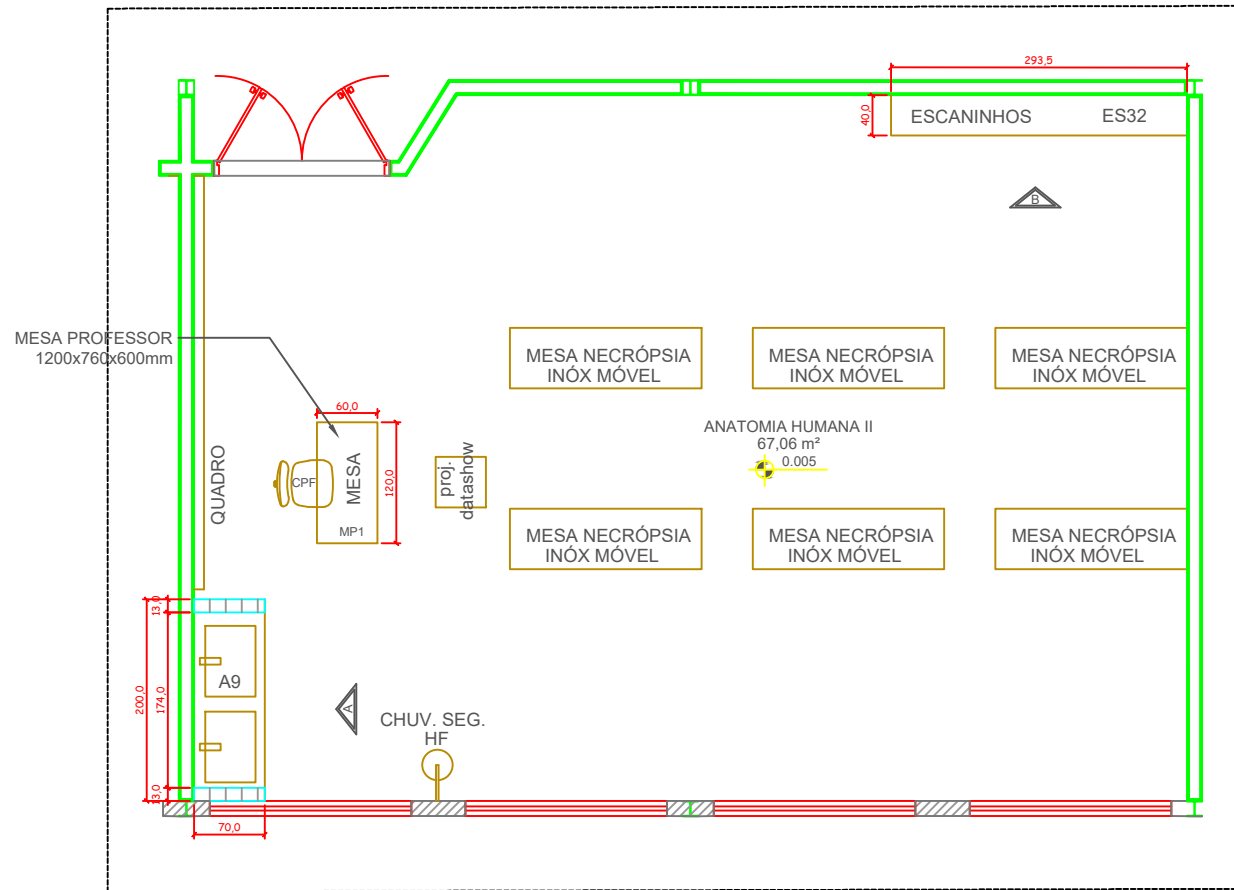 293,5
40,0
ESCANINHOS ES32
B
MESA PROFESSOR
1200x760x600mm
MESA NECRÓPSIA
INÓX MÓVEL
MESA NECRÓPSIA
INÓX MÓVEL
MESA NECRÓPSIA
INÓX MÓVEL
60,0
ANATOMIA HUMANA II
67,06 m²
0.005
QUADRO
CPF
MESA
MP1
120,0
proj.
datashow
MESA NECRÓPSIA
INÓX MÓVEL
MESA NECRÓPSIA
INÓX MÓVEL
MESA NECRÓPSIA
INÓX MÓVEL
13,0
200,0
174,0
A9
A
CHUV. SEG.
HF
13,0
70,0